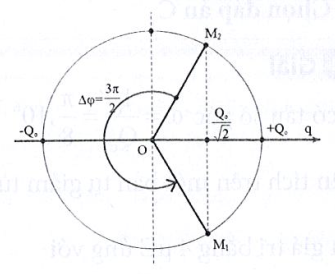 M₂
Δφ = 3π/2
-Q₀
Q₀/√2
+Q₀
q
O
M₁